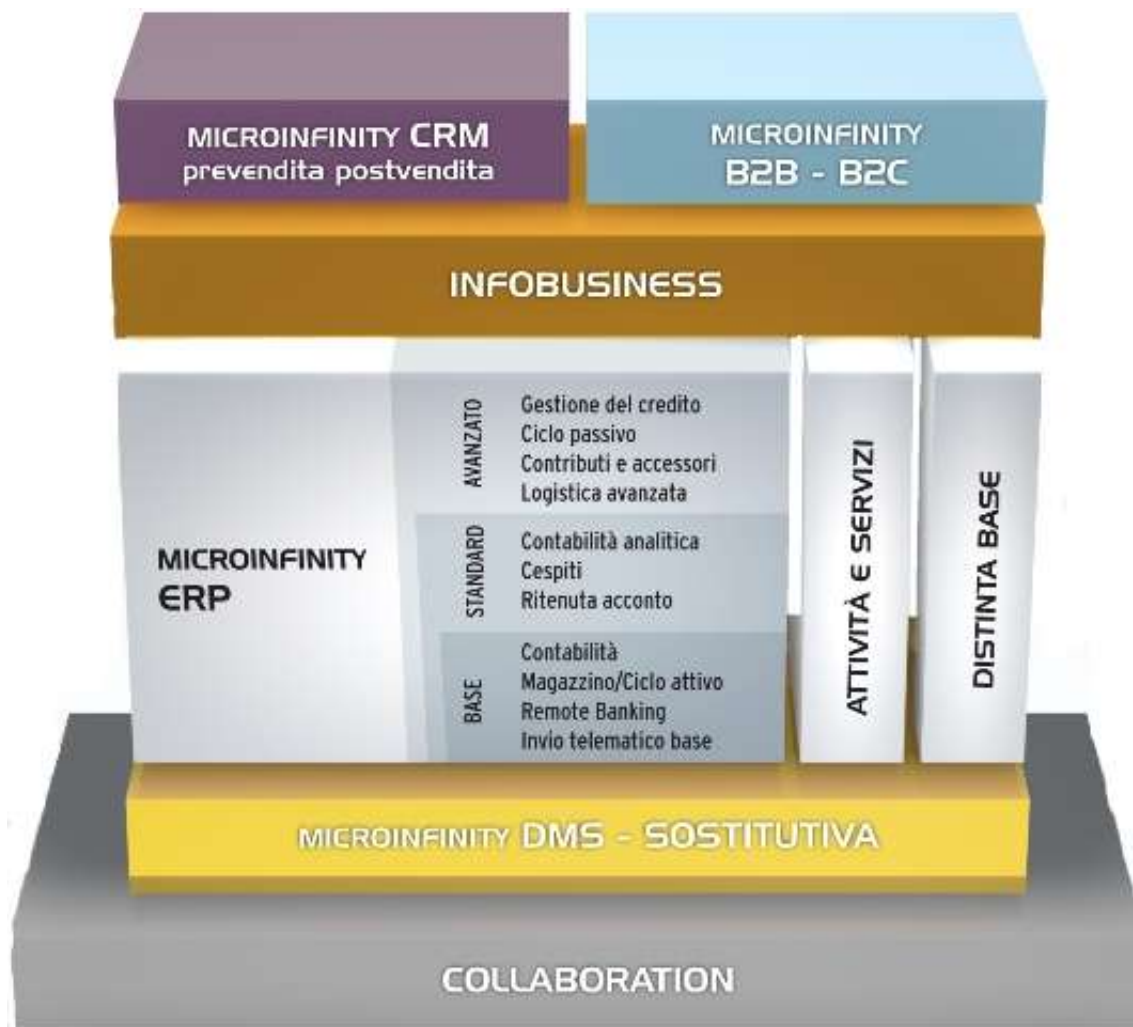 MICROINFINITY CRM
prevendita postvendita
MICROINFINITY
B2B - B2C
INFOBUSINESS
MICROINFINITY
ERP
AVANZATO
Gestione del credito
Ciclo passivo
Contributi e accessori
Logistica avanzata
STANDARD
Contabilità analitica
Cespiti
Ritenuta acconto
BASE
Contabilità
Magazzino/Ciclo attivo
Remote Banking
Invio telematico base
ATTIVITÀ E SERVIZI
DISTINTA BASE
MICROINFINITY DMS - SOSTITUTIVA
COLLABORATION